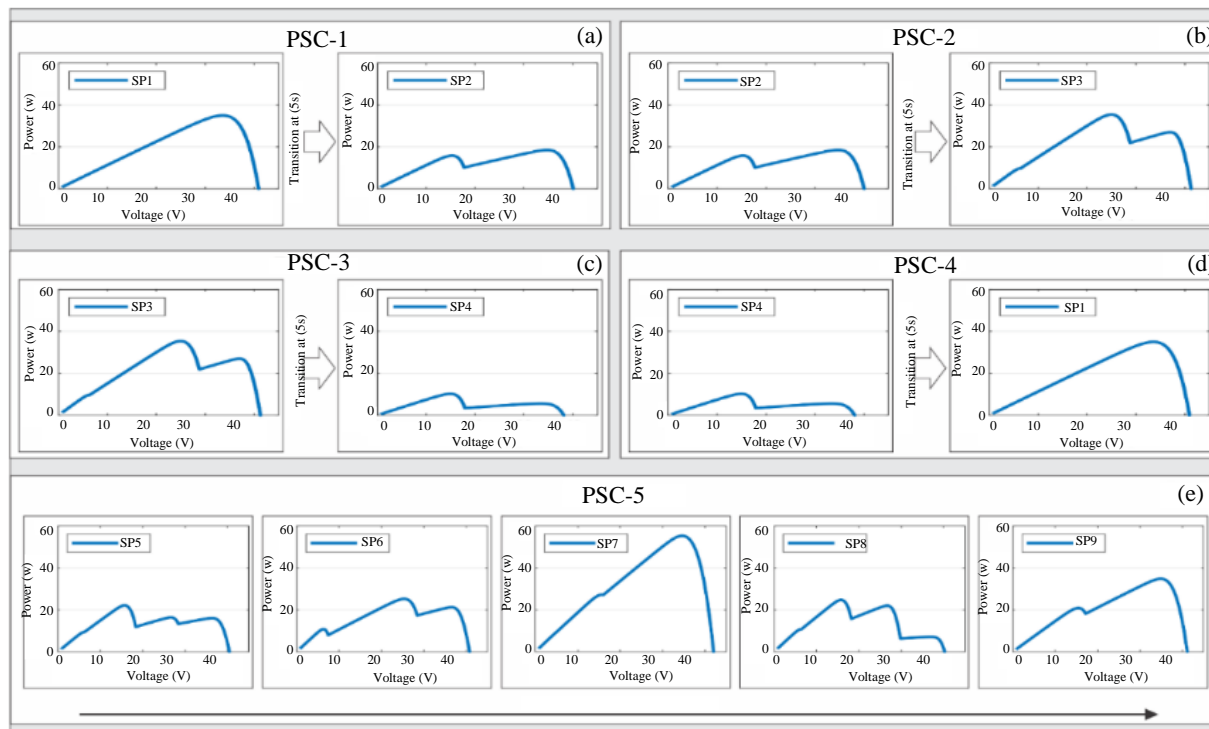 PSC-1 (a)
Power (w)
60
40
20
0
SP1
0 10 20 30 40
Voltage (V)
Transition at (5s)
Power (w)
60
40
20
0
SP2
0 10 20 30 40
Voltage (V)
PSC-2 (b)
Power (w)
60
40
20
0
SP2
0 10 20 30 40
Voltage (V)
Transition at (5s)
Power (w)
60
40
20
0
SP3
0 10 20 30 40
Voltage (V)
PSC-3 (c)
Power (w)
60
40
20
0
SP3
0 10 20 30 40
Voltage (V)
Transition at (5s)
Power (w)
60
40
20
0
SP4
0 10 20 30 40
Voltage (V)
PSC-4 (d)
Power (w)
60
40
20
0
SP4
0 10 20 30 40
Voltage (V)
Transition at (5s)
Power (w)
60
40
20
0
SP1
0 10 20 30 40
Voltage (V)
PSC-5 (e)
Power (w)
60
40
20
0
SP5
0 10 20 30 40
Voltage (V)
Power (w)
60
40
20
0
SP6
0 10 20 30 40
Voltage (V)
Power (w)
60
40
20
0
SP7
0 10 20 30 40
Voltage (V)
Power (w)
60
40
20
0
SP8
0 10 20 30 40
Voltage (V)
Power (w)
60
40
20
0
SP9
0 10 20 30 40
Voltage (V)